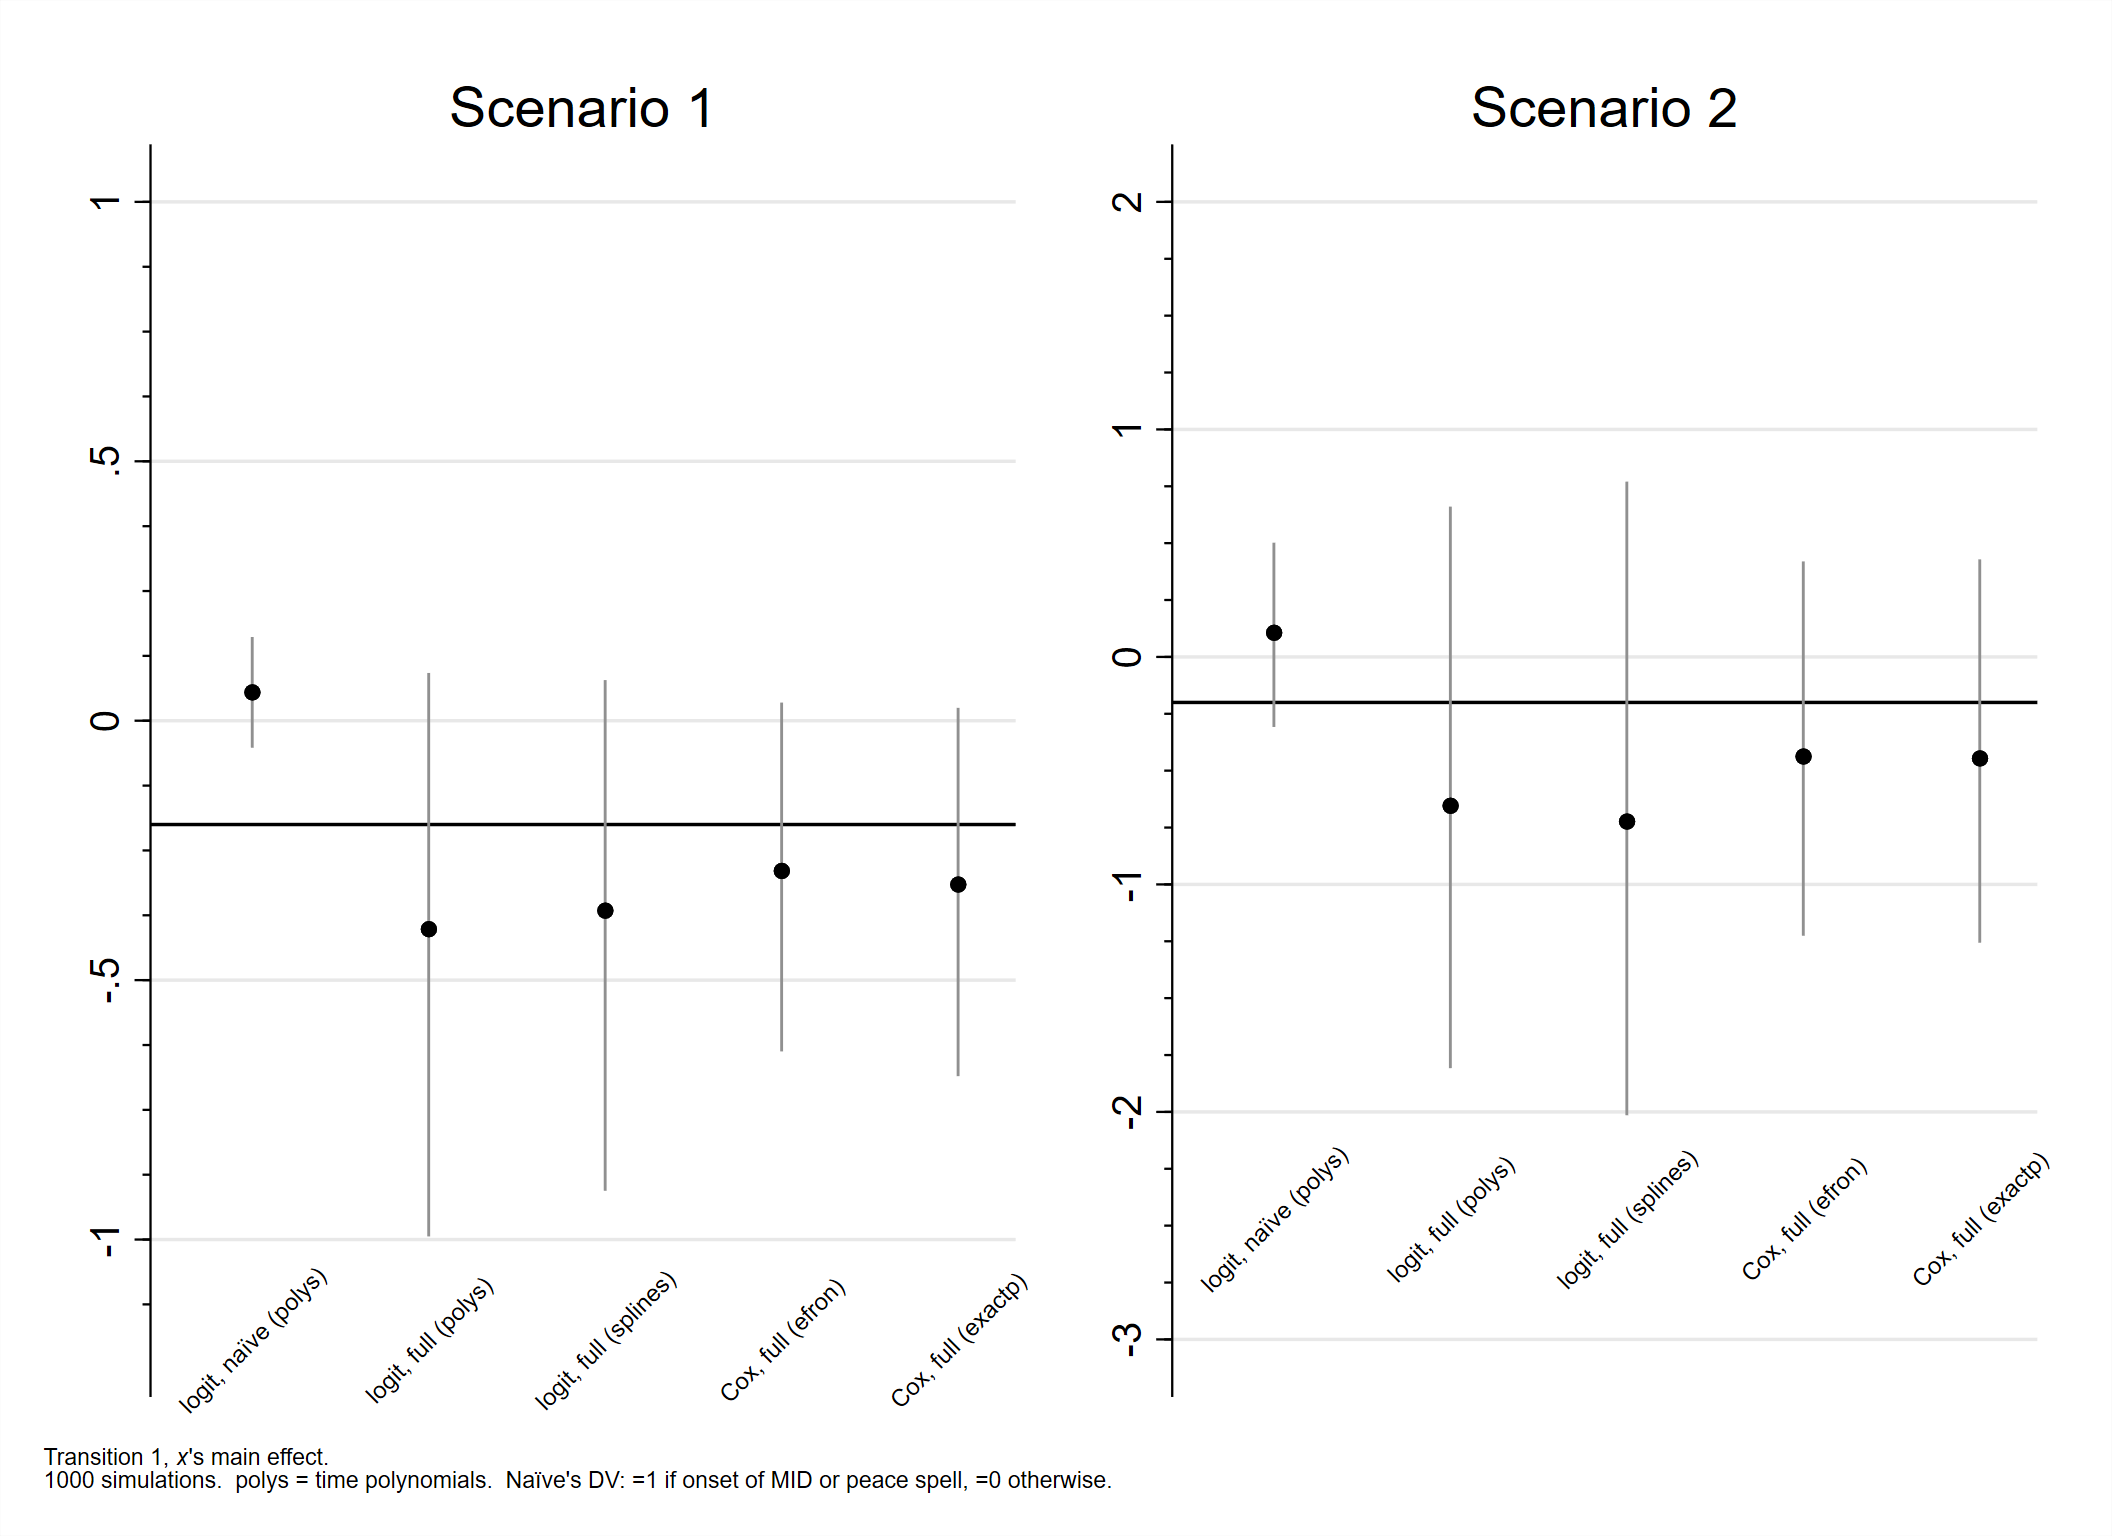 Scenario 1
1
.5
0
-.5
-1
logit, naïve (polys)
logit, full (polys)
logit, full (splines)
Cox, full (efron)
Cox, full (exactp)
Scenario 2
2
1
0
-1
-2
-3
logit, naïve (polys)
logit, full (polys)
logit, full (splines)
Cox, full (efron)
Cox, full (exactp)
Transition 1, x's main effect.
1000 simulations.  polys = time polynomials.  Naïve's DV: =1 if onset of MID or peace spell, =0 otherwise.